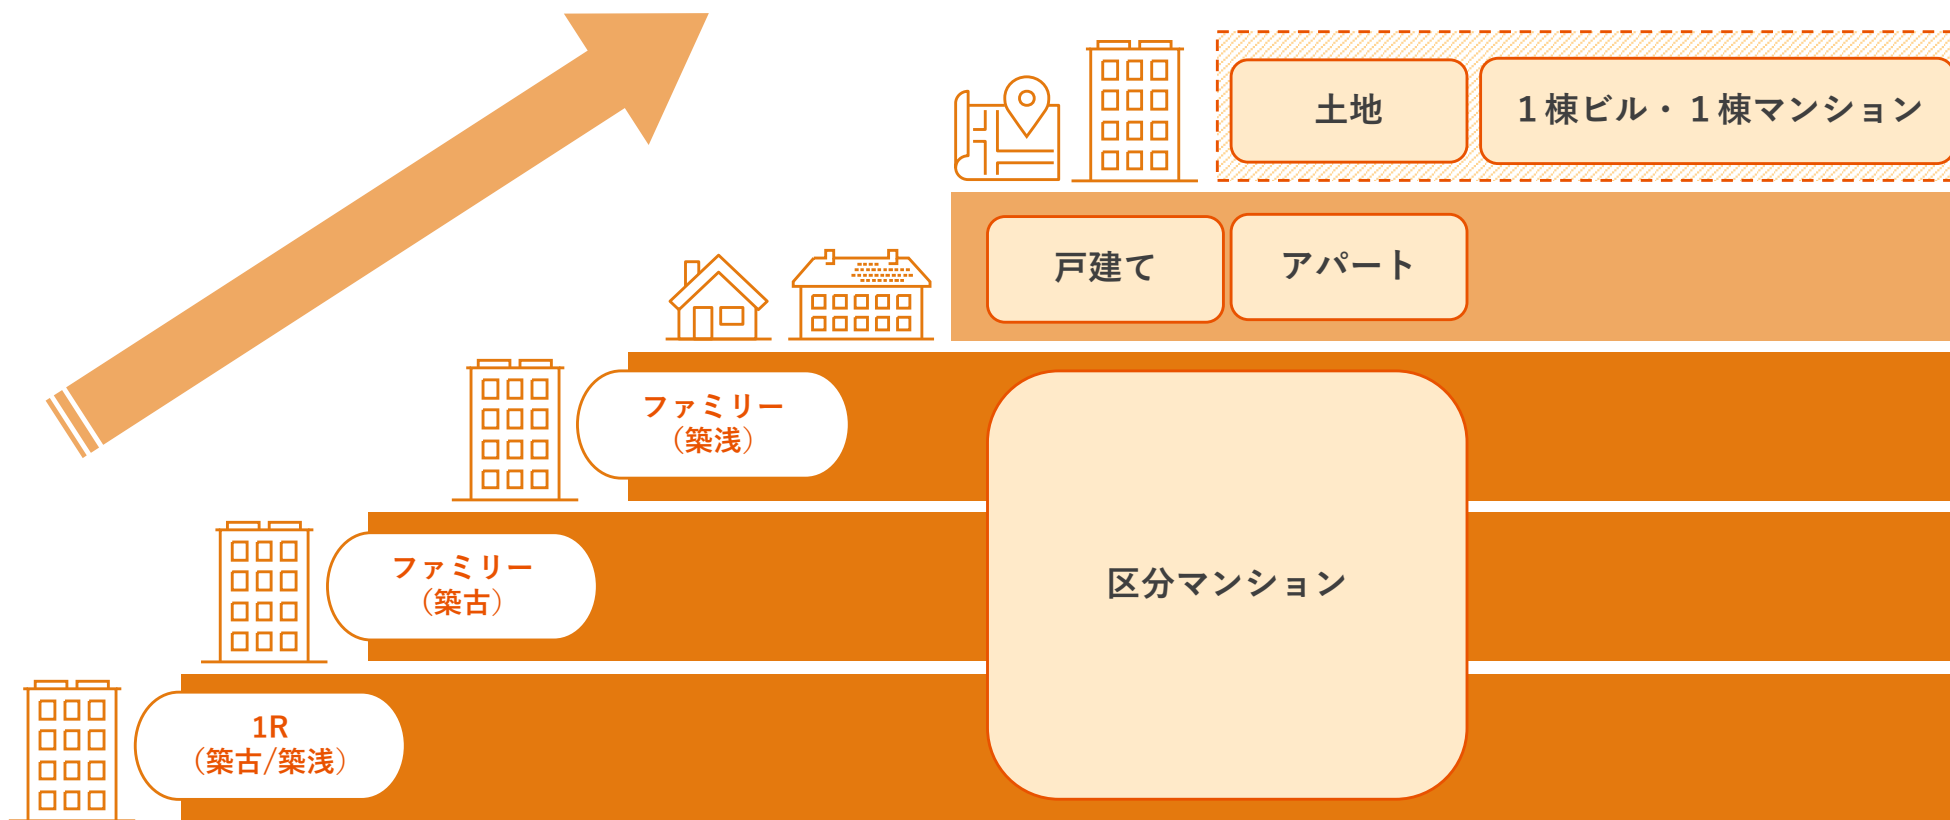 土地
１棟ビル・１棟マンション
戸建て
アパート
ファミリー
（築浅）
区分マンション
ファミリー
（築古）
1R
（築古/築浅）